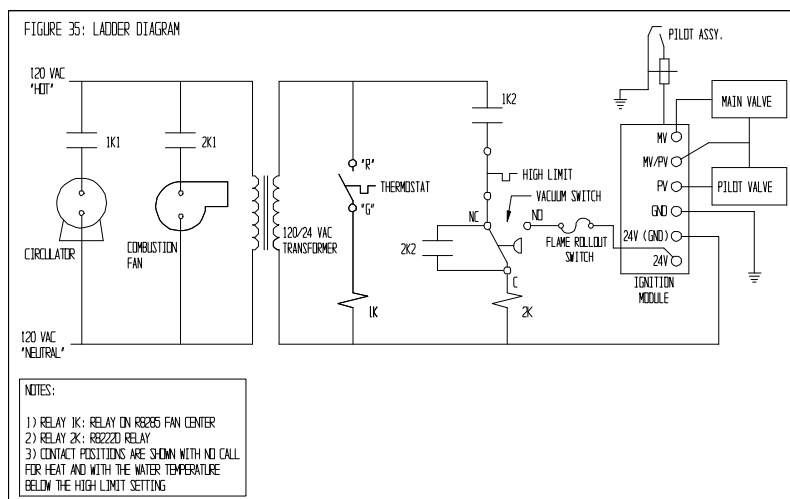 FIGURE 35: LADDER DIAGRAM
PILOT ASSY.
120 VAC
"HOT"
1K1
2K1
1K2
MAIN VALVE
MV
MV/PV
PV
GND
24V (GND)
24V
PILOT VALVE
"R"
THERMOSTAT
"G"
HIGH LIMIT
VACUUM SWITCH
NC
NO
2K2
FLAME ROLLOUT
SWITCH
C
CIRCULATOR
COMBUSTION
FAN
120/24 VAC
TRANSFORMER
1K
2K
IGNITION
MODULE
120 VAC
"NEUTRAL"
NOTES:
1) RELAY 1K: RELAY ON R8285 FAN CENTER
2) RELAY 2K: R8222D RELAY
3) CONTACT POSITIONS ARE SHOWN WITH NO CALL
FOR HEAT AND WITH THE WATER TEMPERATURE
BELOW THE HIGH LIMIT SETTING